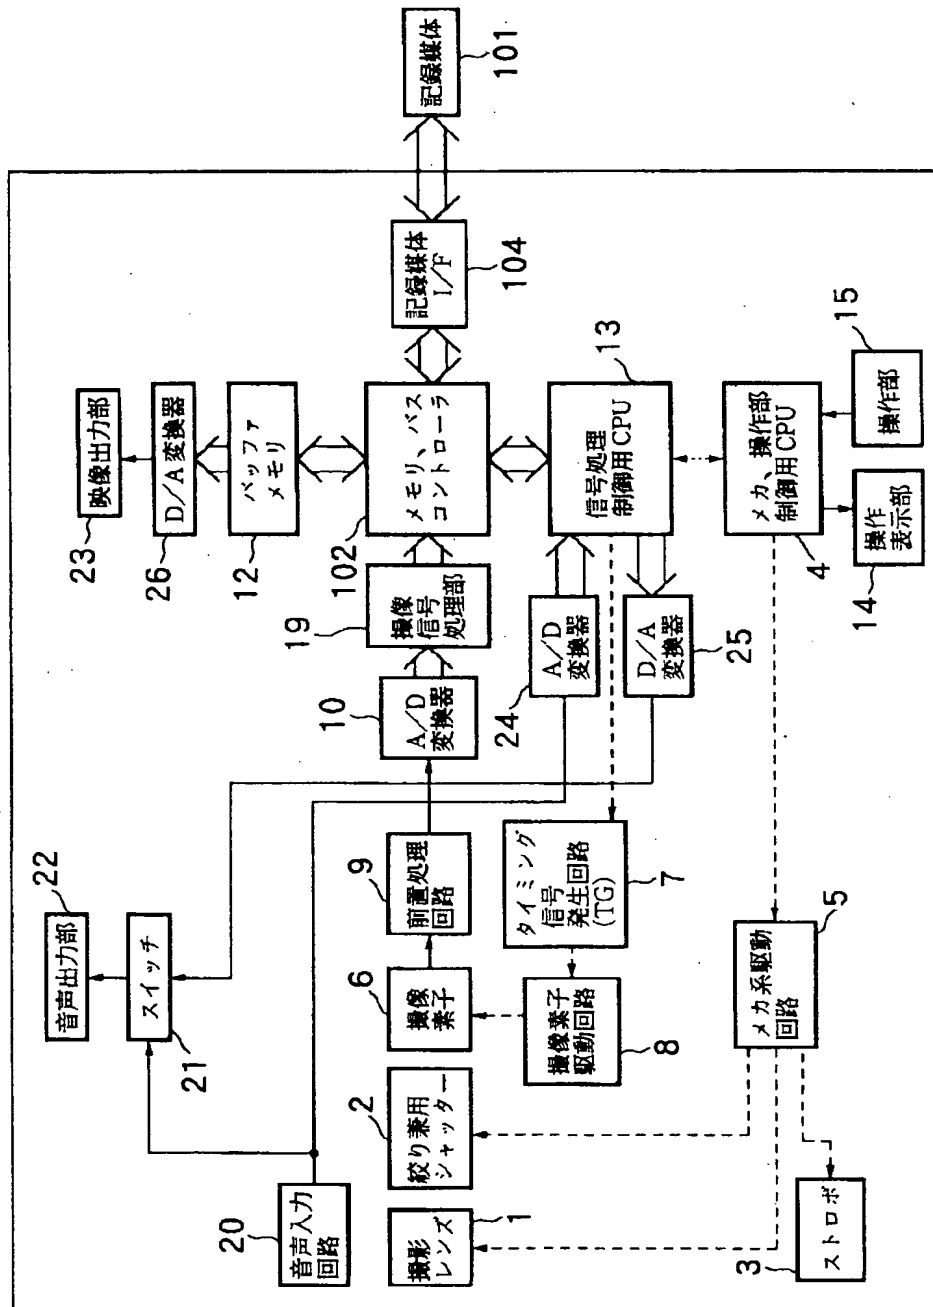 20
音声入力
回路
21
スイッチ
22
音声出力部
1
撮影
レンズ
2
絞り兼用
シャッター
6
撮像
素子
9
前置処理
回路
10
A/D
変換器
19
撮像
信号
処理部
102
メモリ、バス
コントローラ
12
バッファ
メモリ
26
D/A変換器
23
映像出力部
記録媒体
I/F
104
記録媒体
101
撮像素子
駆動回路
8
タイミング
信号
発生回路
(TG)
7
24
A/D
変換器
D/A
変換器
25
信号処理
制御用CPU
13
3
ストロボ
メカ系駆動
回路
5
メカ、操作部
制御用CPU
4
14
操作
表示部
操作部
15